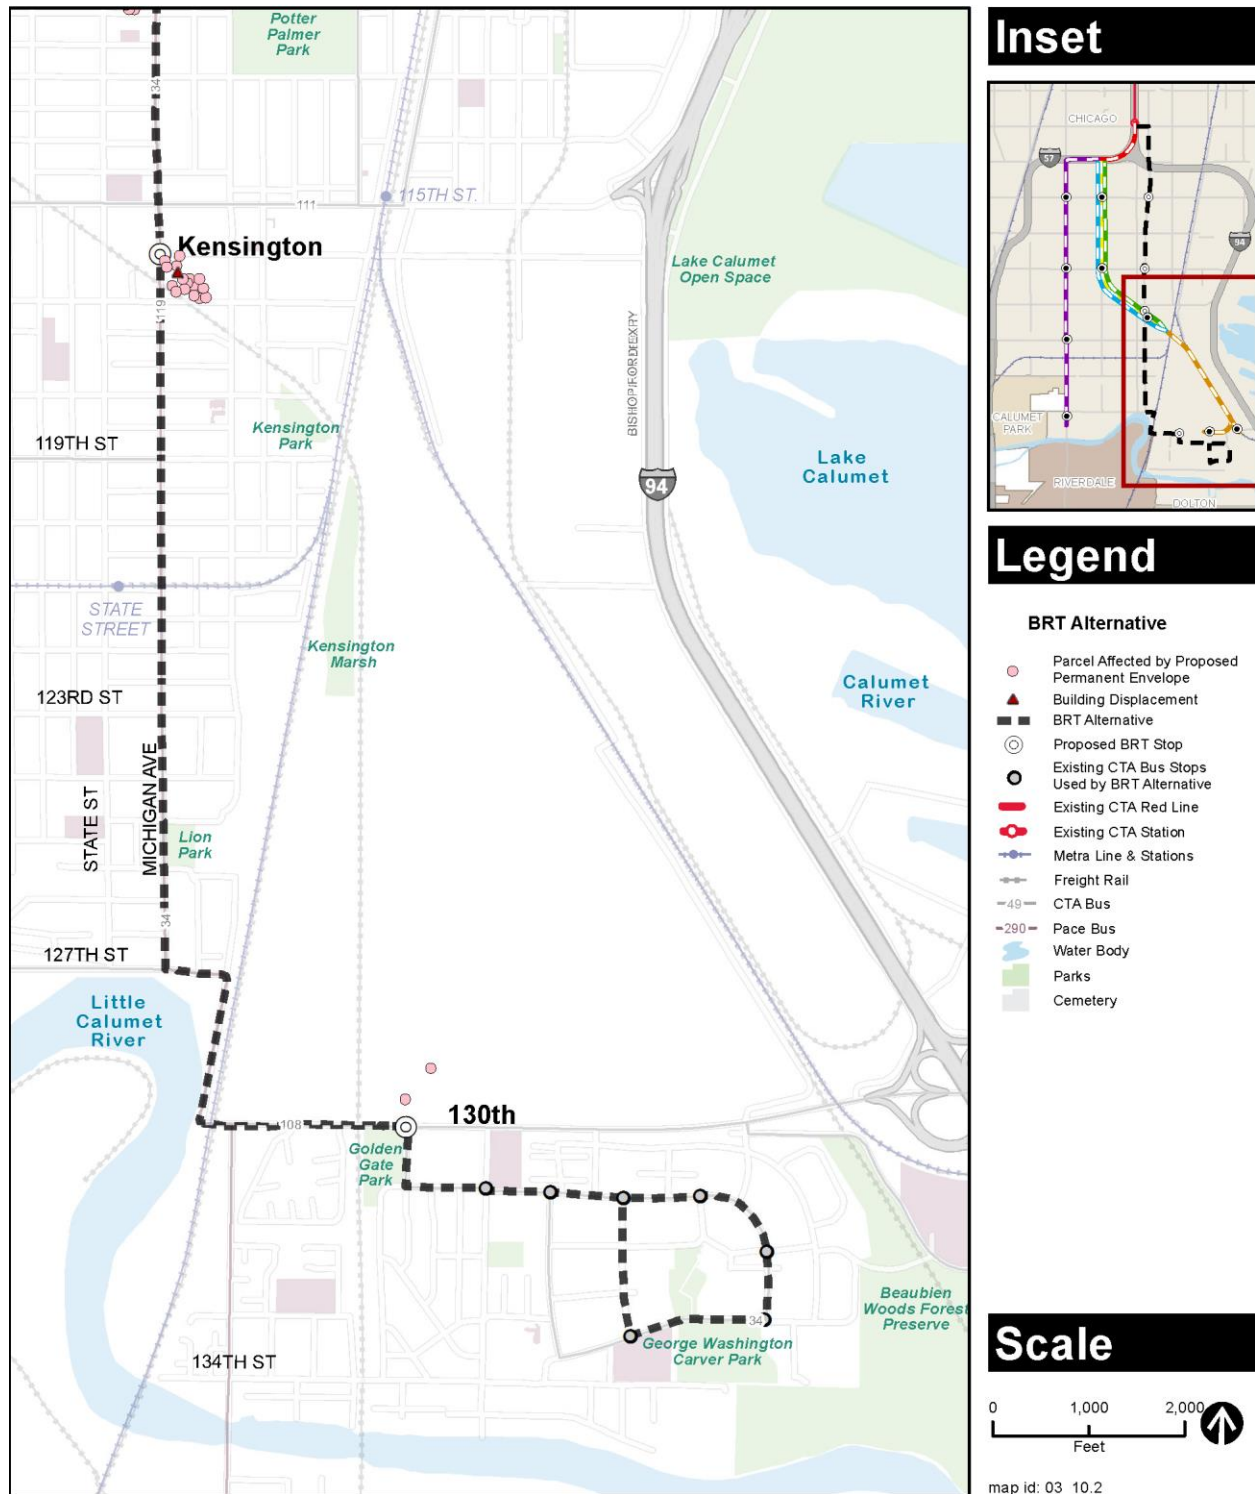 Potter
Palmer
Park
34
115TH ST.
111
Kensington
119
Lake Calumet
Open Space
Kensington
Park
119TH ST
94
Lake
Calumet
STATE
STREET
Kensington
Marsh
Calumet
River
123RD ST
MICHIGAN AVE
STATE ST
Lion
Park
34
127TH ST
Little
Calumet
River
130th
108
Golden
Gate
Park
Beaubien
Woods Forest
Preserve
34
George Washington
Carver Park
134TH ST
Inset
CHICAGO
57
94
CALUMET
PARK
RIVERDALE
DOLTON
Legend
BRT Alternative
Parcel Affected by Proposed
Permanent Envelope
Building Displacement
BRT Alternative
Proposed BRT Stop
Existing CTA Bus Stops
Used by BRT Alternative
Existing CTA Red Line
Existing CTA Station
Metra Line & Stations
Freight Rail
49 CTA Bus
290 Pace Bus
Water Body
Parks
Cemetery
Scale
0 1,000 2,000
Feet
map id: 03_10.2